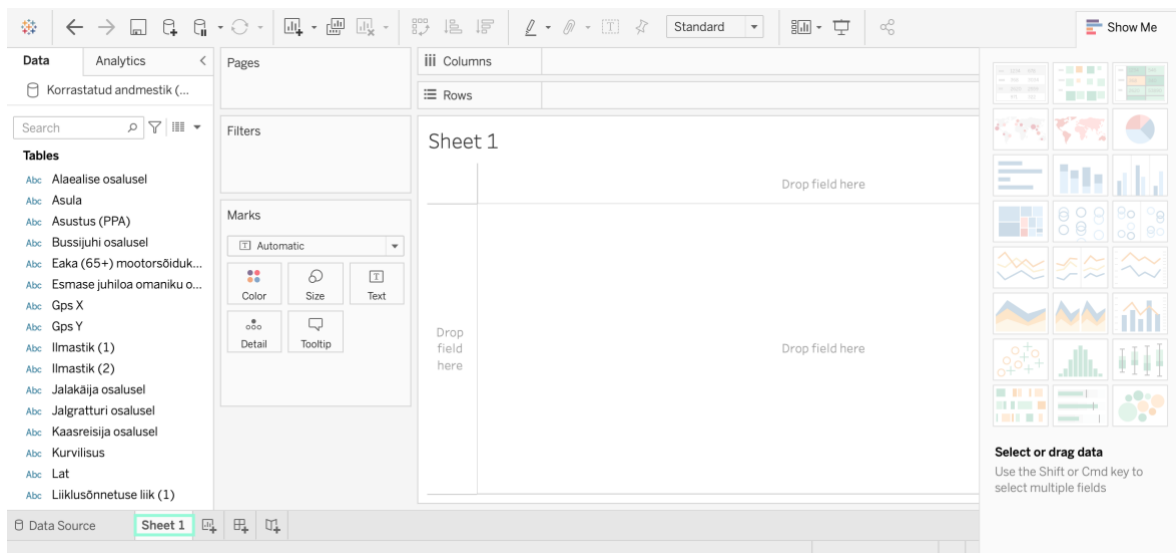 Standard
Show Me
Data
Analytics
Korrastatud andmestik (...
Search
Tables
Abc Alaealise osalusel
Abc Asula
Abc Asustus (PPA)
Abc Bussijuhi osalusel
Abc Eaka (65+) mootorsõiduk...
Abc Esmase juhiloa omaniku o...
Abc Gps X
Abc Gps Y
Abc Ilmastik (1)
Abc Ilmastik (2)
Abc Jalakäija osalusel
Abc Jalgratturi osalusel
Abc Kaasreisija osalusel
Abc Kurvilisus
Abc Lat
Abc Liiklusõnnetuse liik (1)
Pages
Filters
Marks
T Automatic
Color
Size
T
Text
Detail
Tooltip
Columns
Rows
Sheet 1
Drop field here
Drop
field
here
Drop field here
Select or drag data
Use the Shift or Cmd key to
select multiple fields
Data Source
Sheet 1